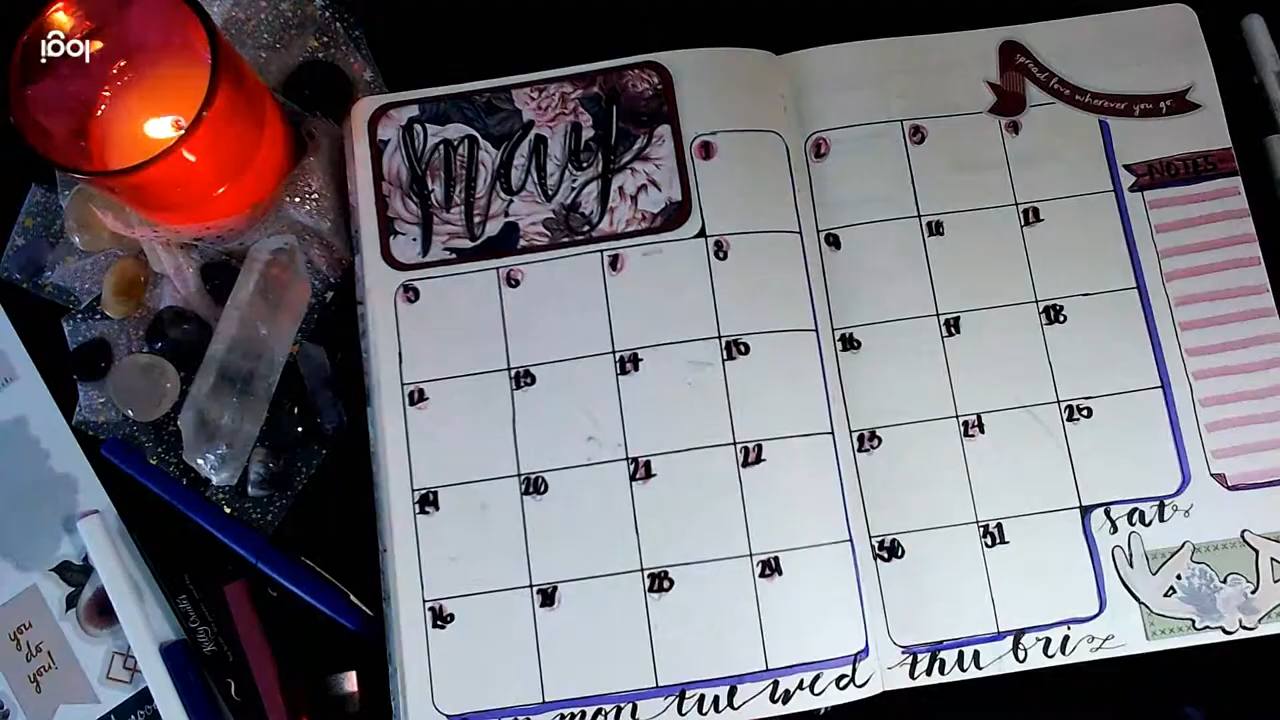 logi
may
spread love wherever you go
NOTES
1 2 3 4
5 6 7 8 9 10 11
12 13 14 15 16 17 18
19 20 21 22 23 24 25
26 27 28 29 30 31
mon tue wed thu fri
sat
you
do
you!
Kelly Creates